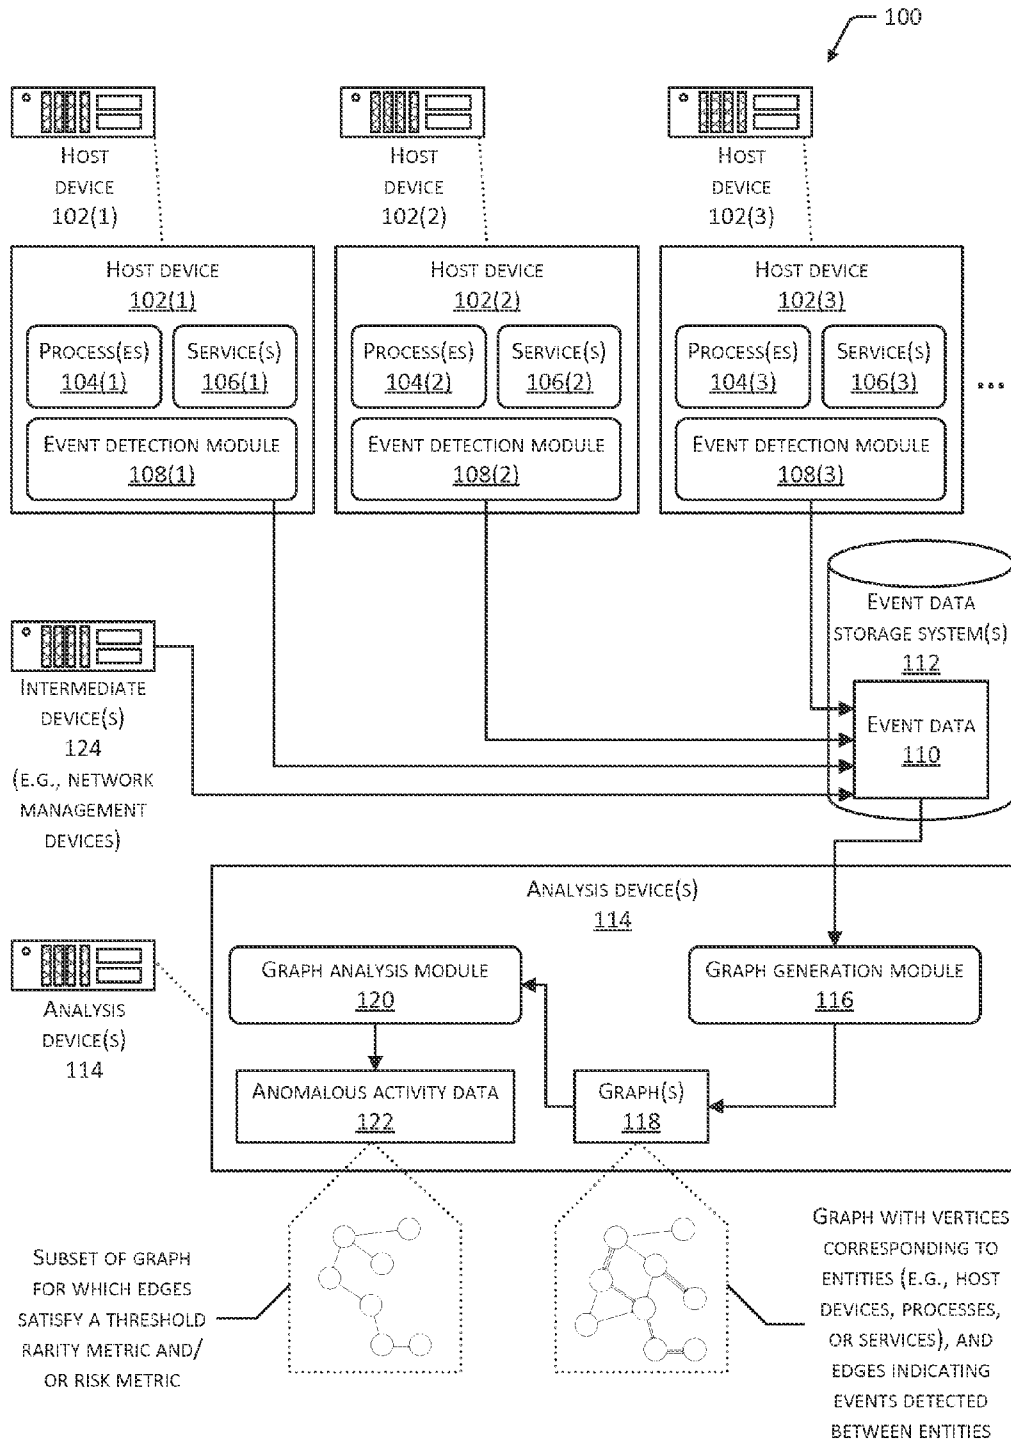 100
HOST
DEVICE
102(1)
HOST
DEVICE
102(2)
HOST
DEVICE
102(3)
HOST DEVICE
102(1)
PROCESS(ES)
104(1)
SERVICE(S)
106(1)
EVENT DETECTION MODULE
108(1)
HOST DEVICE
102(2)
PROCESS(ES)
104(2)
SERVICE(S)
106(2)
EVENT DETECTION MODULE
108(2)
HOST DEVICE
102(3)
PROCESS(ES)
104(3)
SERVICE(S)
106(3)
EVENT DETECTION MODULE
108(3)
...
EVENT DATA
STORAGE SYSTEM(S)
112
EVENT DATA
110
INTERMEDIATE
DEVICE(S)
124
(E.G., NETWORK
MANAGEMENT
DEVICES)
ANALYSIS DEVICE(S)
114
ANALYSIS
DEVICE(S)
114
GRAPH ANALYSIS MODULE
120
GRAPH GENERATION MODULE
116
ANOMALOUS ACTIVITY DATA
122
GRAPH(S)
118
SUBSET OF GRAPH
FOR WHICH EDGES
SATISFY A THRESHOLD
RARITY METRIC AND/
OR RISK METRIC
GRAPH WITH VERTICES
CORRESPONDING TO
ENTITIES (E.G., HOST
DEVICES, PROCESSES,
OR SERVICES), AND
EDGES INDICATING
EVENTS DETECTED
BETWEEN ENTITIES